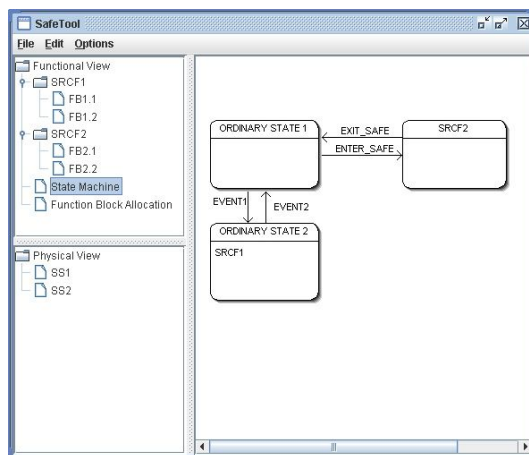 SafeTool
File Edit Options
Functional View
SRCF1
FB1.1
FB1.2
SRCF2
FB2.1
FB2.2
State Machine
Function Block Allocation
Physical View
SS1
SS2
ORDINARY STATE 1
EXIT_SAFE
SRCF2
ENTER_SAFE
EVENT1
EVENT2
ORDINARY STATE 2
SRCF1